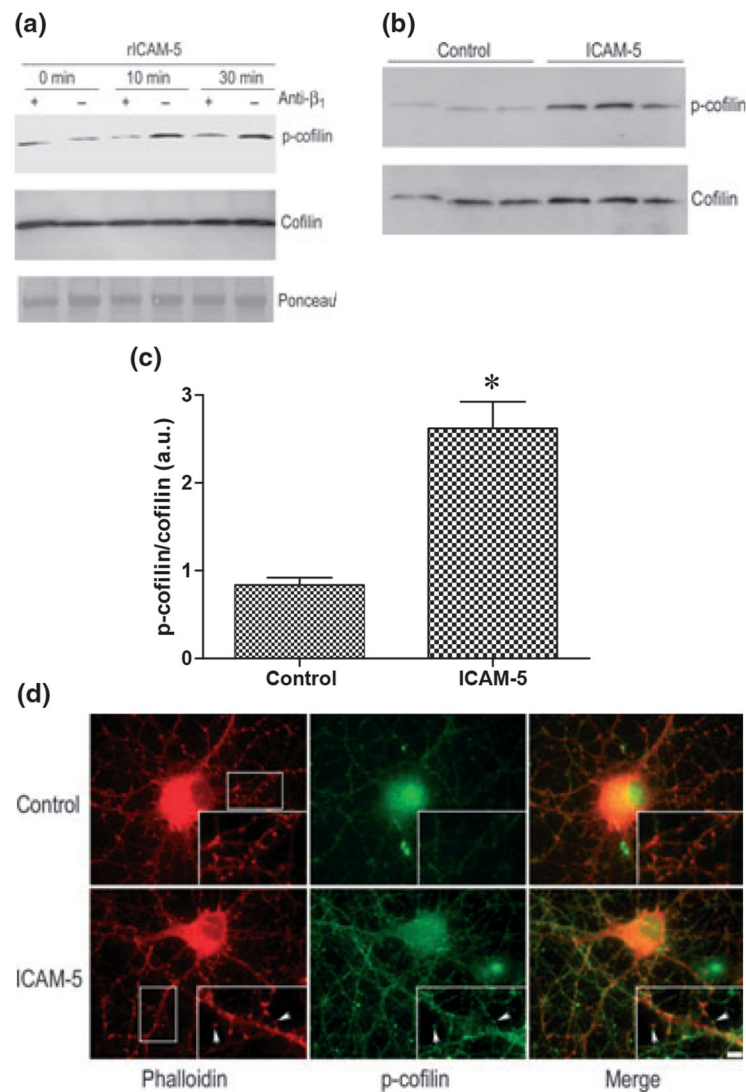 (a)
rICAM-5
0 min 10 min 30 min
+ − + − + − Anti-β1
p-cofilin
Cofilin
Ponceau
(b)
Control ICAM-5
p-cofilin
Cofilin
(c)
p-cofilin/cofilin (a.u.)
3
2
1
0
*
Control ICAM-5
(d)
Control
ICAM-5
Phalloidin p-cofilin Merge